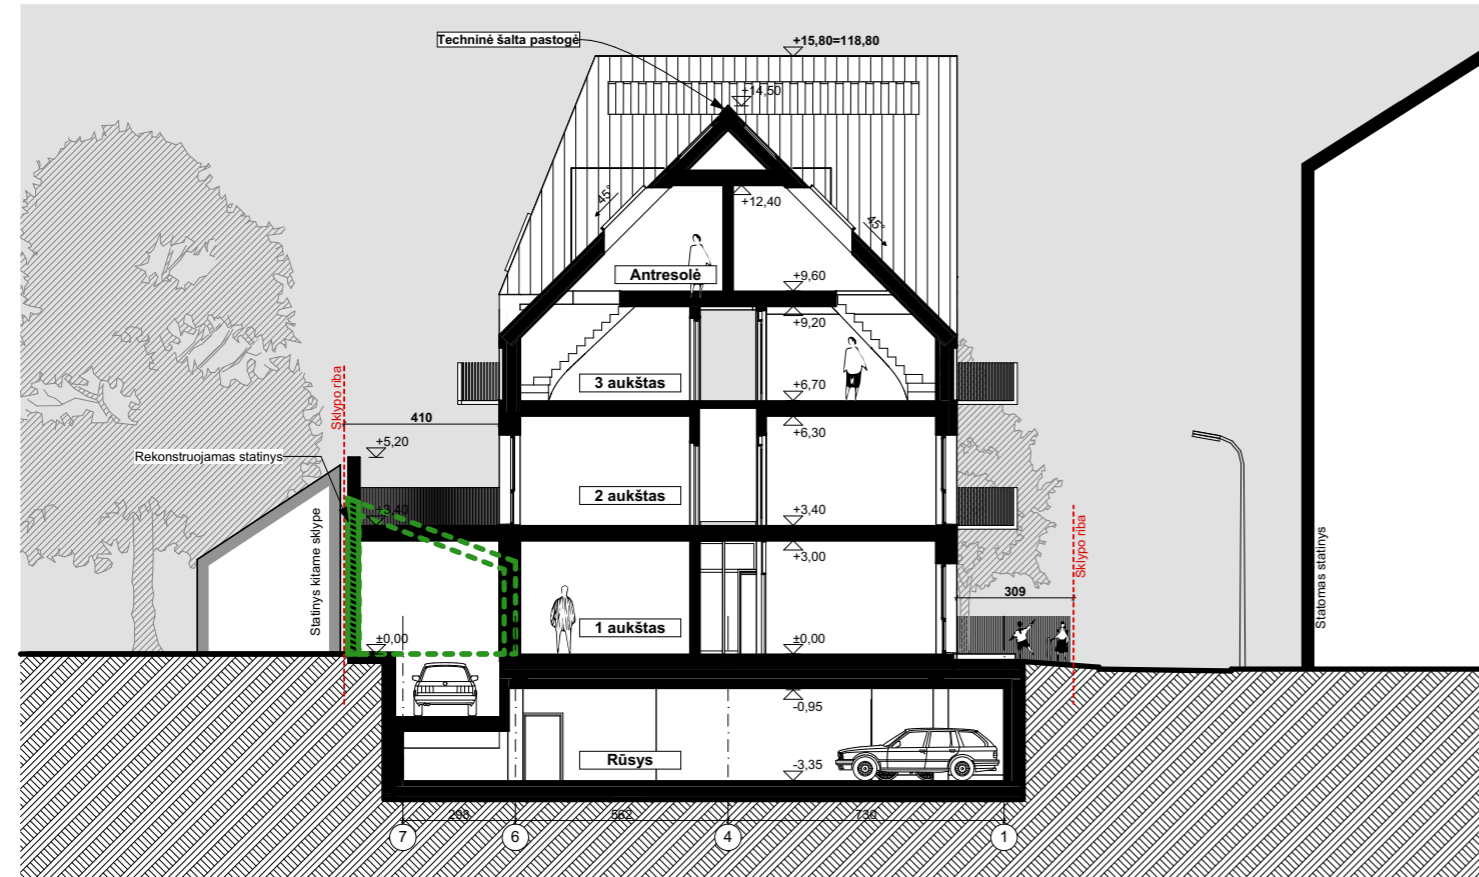 Techninė šalta pastogė
+15,80=118,80
+14,50
45°
+12,40
45°
Antresolė
+9,60
+9,20
3 aukštas
+6,70
Sklypo riba
410
+6,30
+5,20
Rekonstruojamas statinys
2 aukštas
+3,40
+3,40
+3,00
Statinys kitame sklype
Sklypo riba
Statomas statinys
309
1 aukštas
±0,00
±0,00
-0,95
Rūsys
-3,35
298
562
730
7
6
4
1